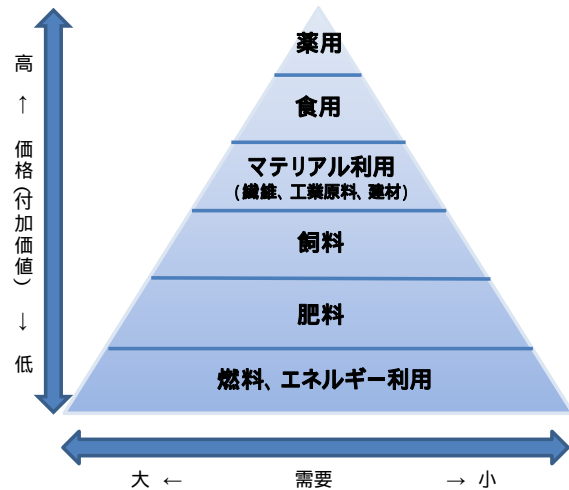 薬用
食用
マテリアル利用
(繊維、工業原料、建材)
飼料
肥料
燃料、エネルギー利用
高 ↑ 価格(付加価値) ↓ 低
大 ← 需要 → 小